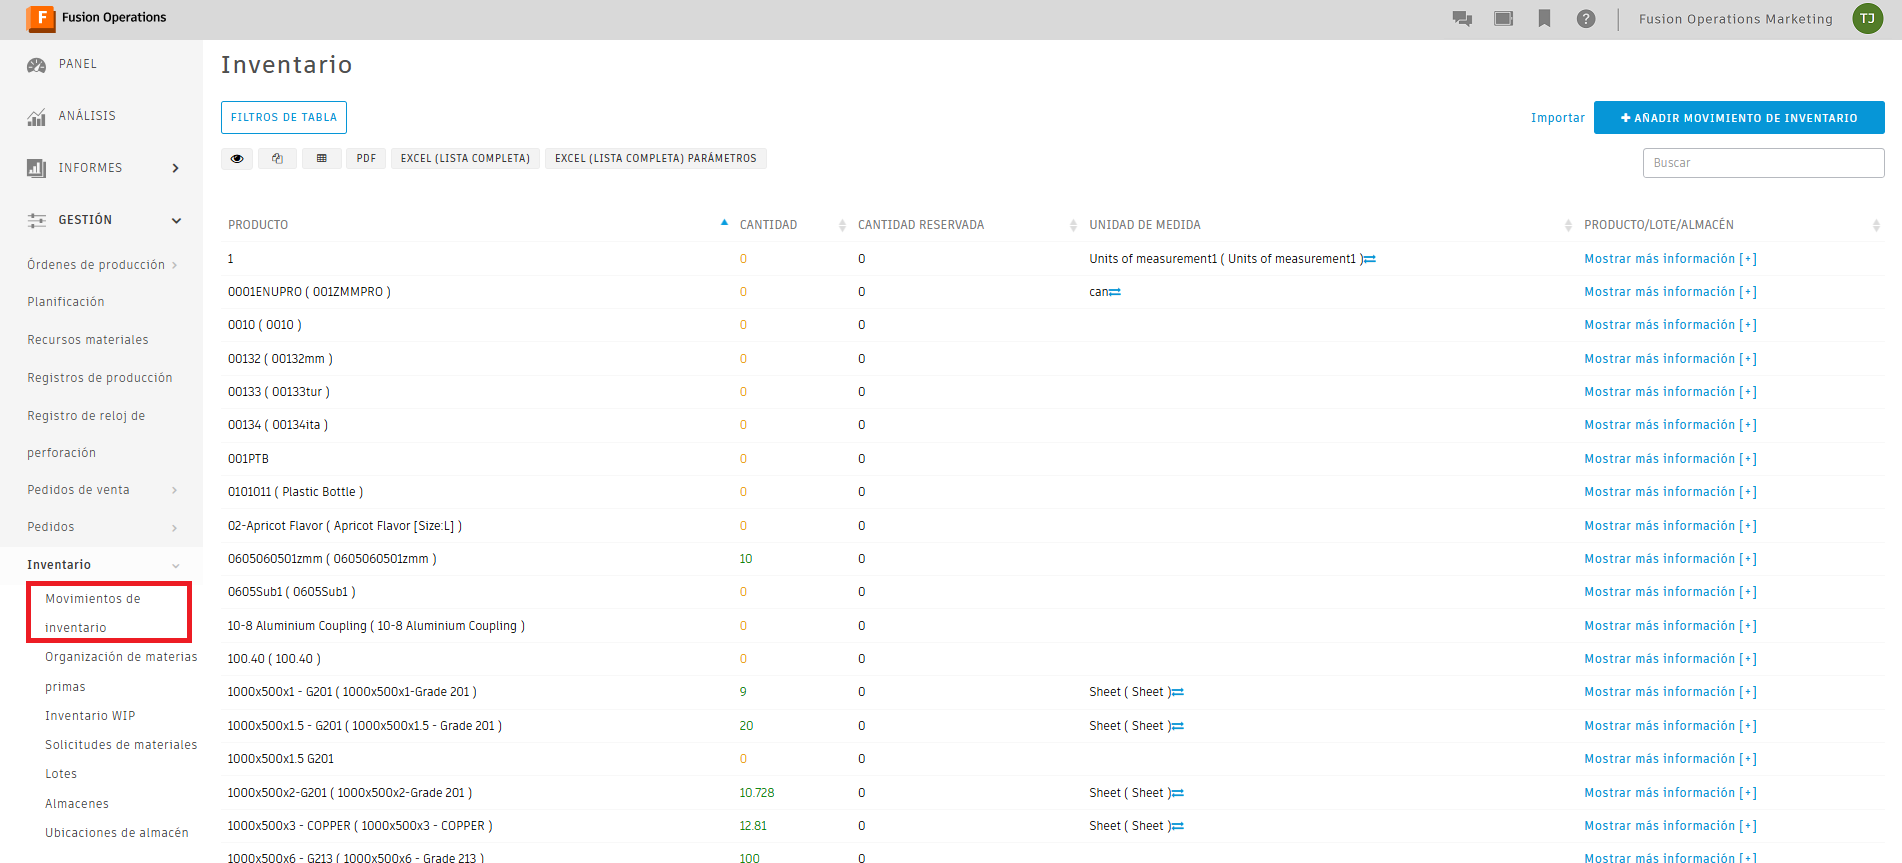 F Fusion Operations
Fusion Operations Marketing TJ
PANEL
ANÁLISIS
INFORMES
GESTIÓN
Órdenes de producción
Planificación
Recursos materiales
Registros de producción
Registro de reloj de
perforación
Pedidos de venta
Pedidos
Inventario
Movimientos de
inventario
Organización de materias
primas
Inventario WIP
Solicitudes de materiales
Lotes
Almacenes
Ubicaciones de almacén
Inventario
FILTROS DE TABLA
Importar + AÑADIR MOVIMIENTO DE INVENTARIO
PDF EXCEL (LISTA COMPLETA) EXCEL (LISTA COMPLETA) PARÁMETROS
Buscar
PRODUCTO CANTIDAD CANTIDAD RESERVADA UNIDAD DE MEDIDA PRODUCTO/LOTE/ALMACÉN
1 0 0 Units of measurement1 ( Units of measurement1 ) Mostrar más información [+]
0001ENUPRO ( 001ZMMPRO ) 0 0 can Mostrar más información [+]
0010 ( 0010 ) 0 0 Mostrar más información [+]
00132 ( 00132mm ) 0 0 Mostrar más información [+]
00133 ( 00133tur ) 0 0 Mostrar más información [+]
00134 ( 00134ita ) 0 0 Mostrar más información [+]
001PTB 0 0 Mostrar más información [+]
0101011 ( Plastic Bottle ) 0 0 Mostrar más información [+]
02-Apricot Flavor ( Apricot Flavor [Size:L] ) 0 0 Mostrar más información [+]
0605060501zmm ( 0605060501zmm ) 10 0 Mostrar más información [+]
0605Sub1 ( 0605Sub1 ) 0 0 Mostrar más información [+]
10-8 Aluminium Coupling ( 10-8 Aluminium Coupling ) 0 0 Mostrar más información [+]
100.40 ( 100.40 ) 0 0 Mostrar más información [+]
1000x500x1 - G201 ( 1000x500x1-Grade 201 ) 9 0 Sheet ( Sheet ) Mostrar más información [+]
1000x500x1.5 - G201 ( 1000x500x1.5 - Grade 201 ) 20 0 Sheet ( Sheet ) Mostrar más información [+]
1000x500x1.5 G201 0 0 Mostrar más información [+]
1000x500x2-G201 ( 1000x500x2-Grade 201 ) 10.728 0 Sheet ( Sheet ) Mostrar más información [+]
1000x500x3 - COPPER ( 1000x500x3 - COPPER ) 12.81 0 Sheet ( Sheet ) Mostrar más información [+]
1000x500x6 - G213 ( 1000x500x6 - Grade 213 ) 100 0 Mostrar más información [+]